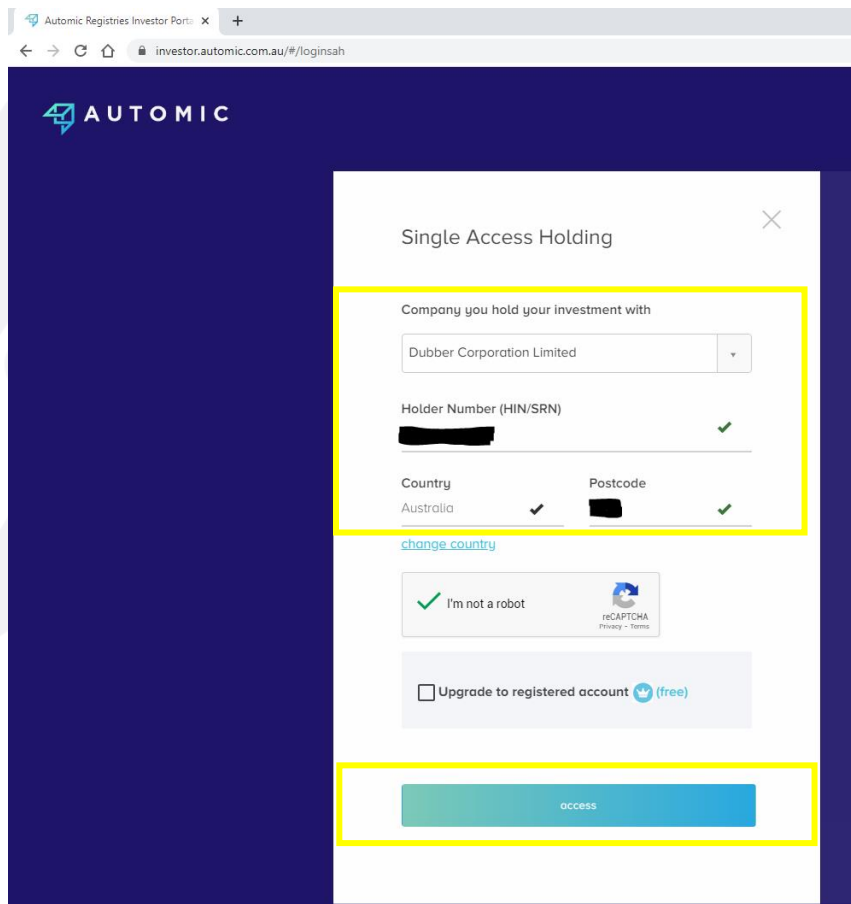 Automic Registries Investor Porta
investor.automic.com.au/#/loginsah
AUTOMIC
Single Access Holding
Company you hold your investment with
Dubber Corporation Limited
Holder Number (HIN/SRN)
Country Postcode
Australia
change country
I'm not a robot
reCAPTCHA
Privacy - Terms
Upgrade to registered account (free)
access